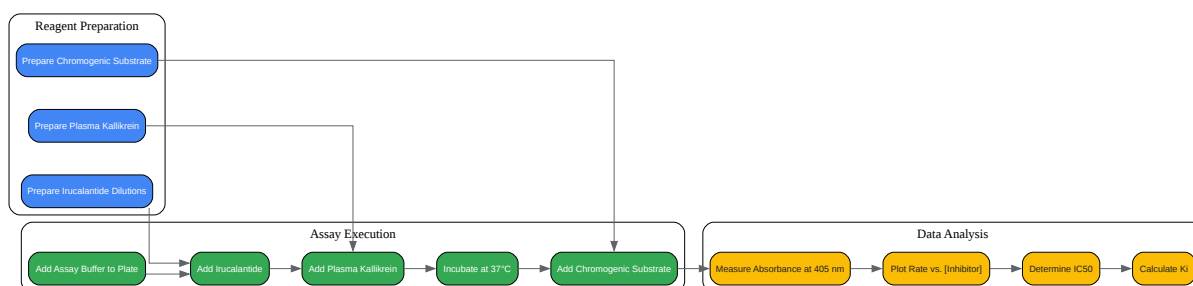 Reagent Preparation
Prepare Chromogenic Substrate
Prepare Plasma Kallikrein
Prepare Irucalantide Dilutions
Assay Execution
Add Assay Buffer to Plate
Add Irucalantide
Add Plasma Kallikrein
Incubate at 37°C
Add Chromogenic Substrate
Data Analysis
Measure Absorbance at 405 nm
Plot Rate vs. [Inhibitor]
Determine IC50
Calculate Ki